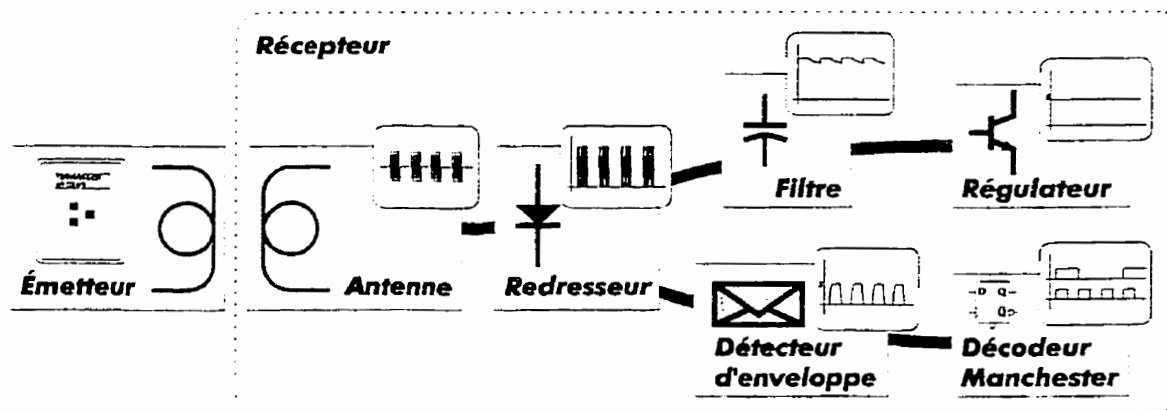 Récepteur
Émetteur
Antenne
Redresseur
Filtre
Régulateur
Détecteur
d'enveloppe
Décodeur
Manchester